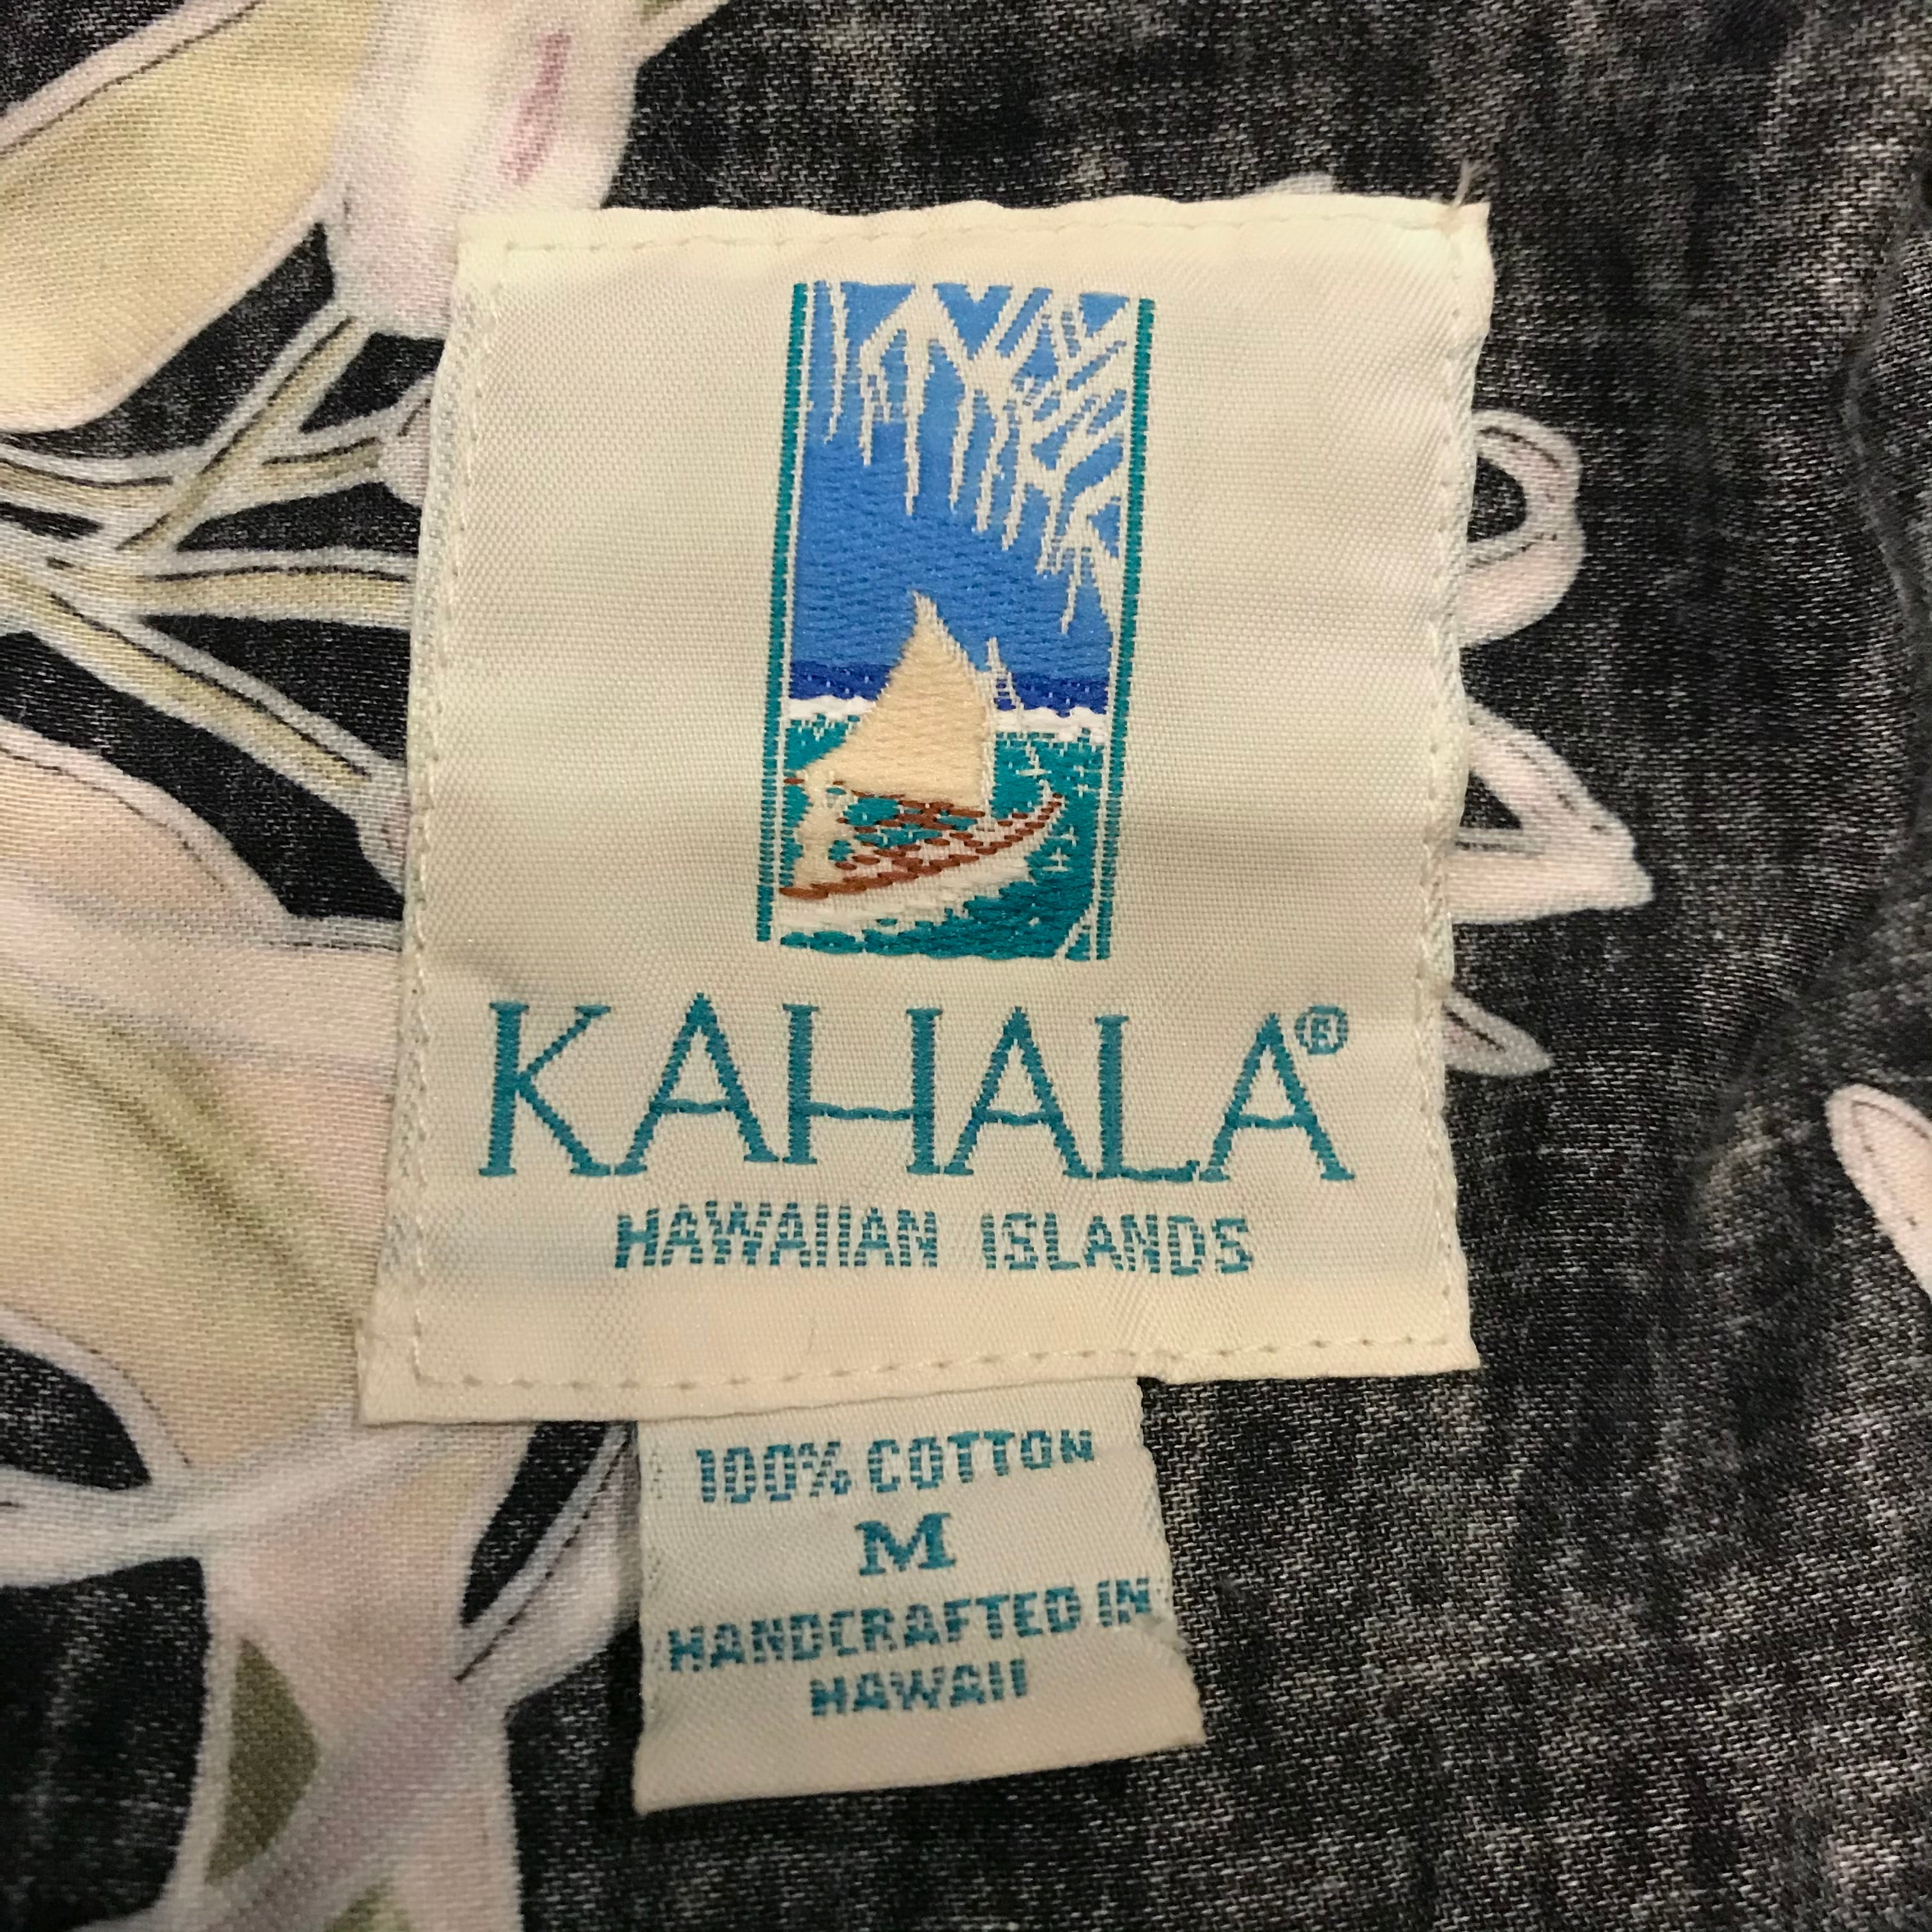 KAHALA®
HAWAIIAN ISLANDS
100% COTTON
M
HANDCRAFTED IN
HAWAII